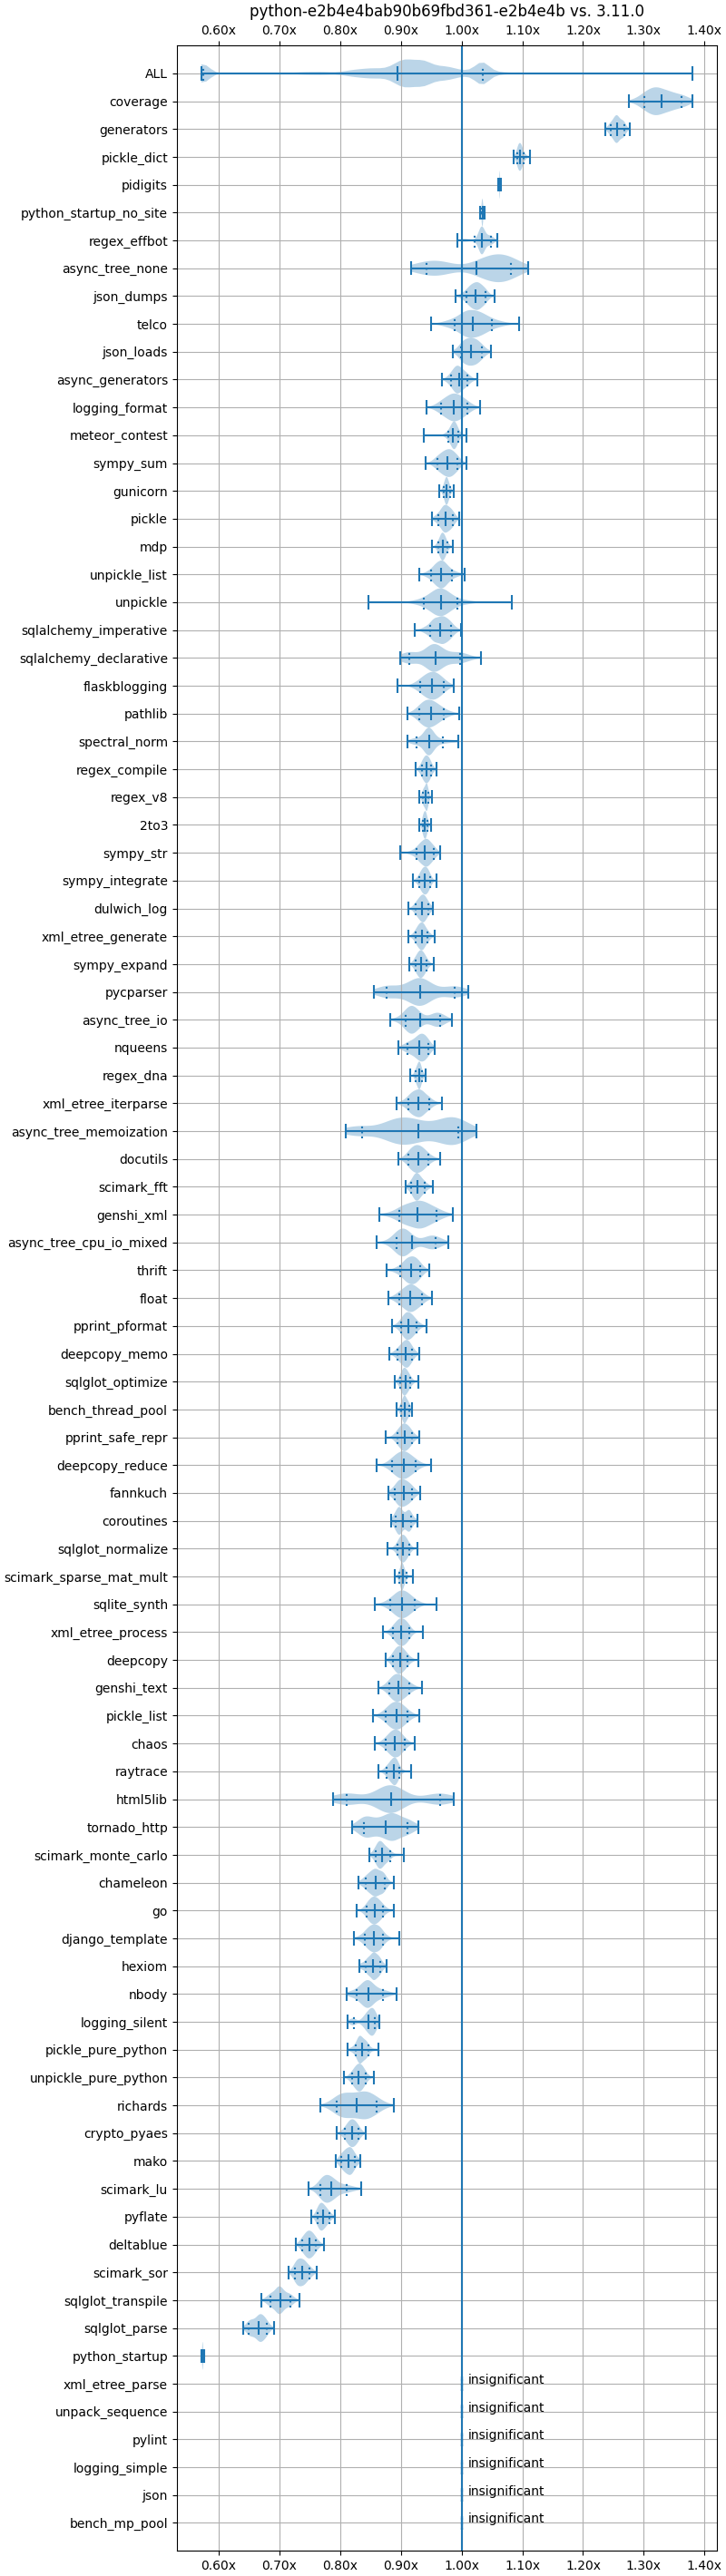 python-e2b4e4bab90b69fbd361-e2b4e4b vs. 3.11.0
0.60x 0.70x 0.80x 0.90x 1.00x 1.10x 1.20x 1.30x 1.40x
ALL
coverage
generators
pickle_dict
pidigits
python_startup_no_site
regex_effbot
async_tree_none
json_dumps
telco
json_loads
async_generators
logging_format
meteor_contest
sympy_sum
gunicorn
pickle
mdp
unpickle_list
unpickle
sqlalchemy_imperative
sqlalchemy_declarative
flaskblogging
pathlib
spectral_norm
regex_compile
regex_v8
2to3
sympy_str
sympy_integrate
dulwich_log
xml_etree_generate
sympy_expand
pycparser
async_tree_io
nqueens
regex_dna
xml_etree_iterparse
async_tree_memoization
docutils
scimark_fft
genshi_xml
async_tree_cpu_io_mixed
thrift
float
pprint_pformat
deepcopy_memo
sqlglot_optimize
bench_thread_pool
pprint_safe_repr
deepcopy_reduce
fannkuch
coroutines
sqlglot_normalize
scimark_sparse_mat_mult
sqlite_synth
xml_etree_process
deepcopy
genshi_text
pickle_list
chaos
raytrace
html5lib
tornado_http
scimark_monte_carlo
chameleon
go
django_template
hexiom
nbody
logging_silent
pickle_pure_python
unpickle_pure_python
richards
crypto_pyaes
mako
scimark_lu
pyflate
deltablue
scimark_sor
sqlglot_transpile
sqlglot_parse
python_startup
xml_etree_parse insignificant
unpack_sequence insignificant
pylint insignificant
logging_simple insignificant
json insignificant
bench_mp_pool insignificant
0.60x 0.70x 0.80x 0.90x 1.00x 1.10x 1.20x 1.30x 1.40x